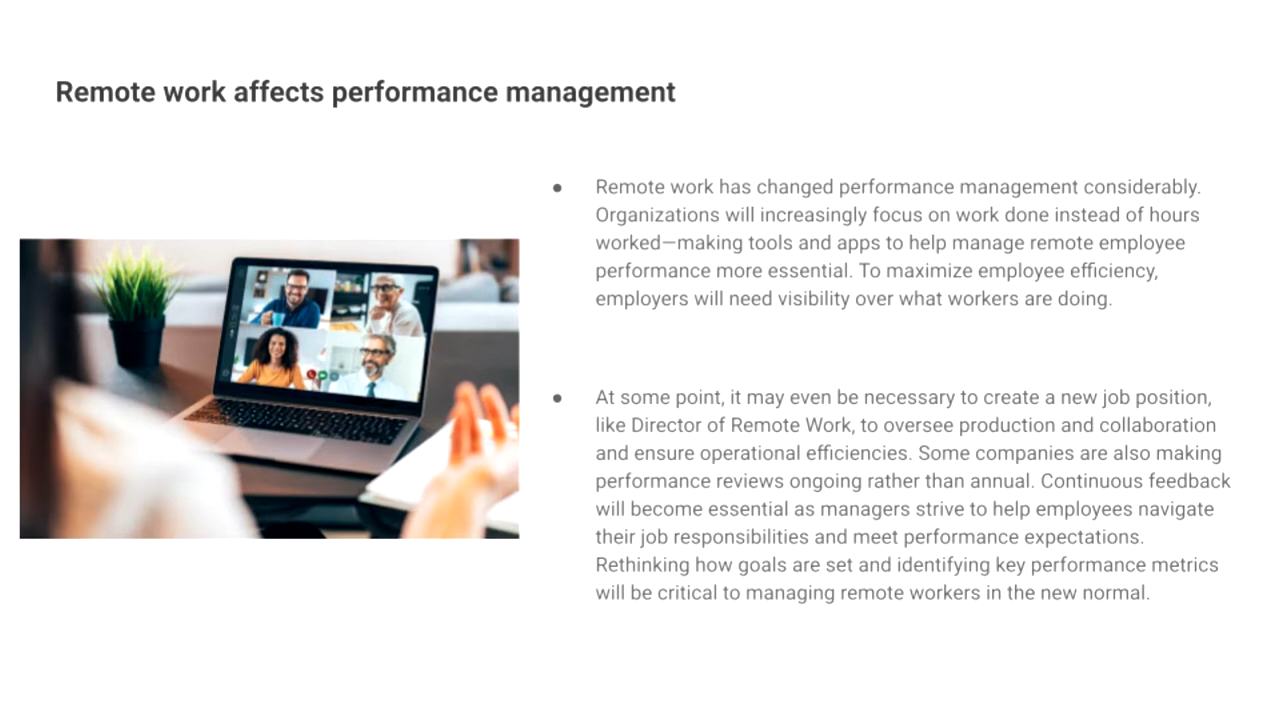 Remote work affects performance management
● Remote work has changed performance management considerably.
Organizations will increasingly focus on work done instead of hours
worked—making tools and apps to help manage remote employee
performance more essential. To maximize employee efficiency,
employers will need visibility over what workers are doing.
● At some point, it may even be necessary to create a new job position,
like Director of Remote Work, to oversee production and collaboration
and ensure operational efficiencies. Some companies are also making
performance reviews ongoing rather than annual. Continuous feedback
will become essential as managers strive to help employees navigate
their job responsibilities and meet performance expectations.
Rethinking how goals are set and identifying key performance metrics
will be critical to managing remote workers in the new normal.